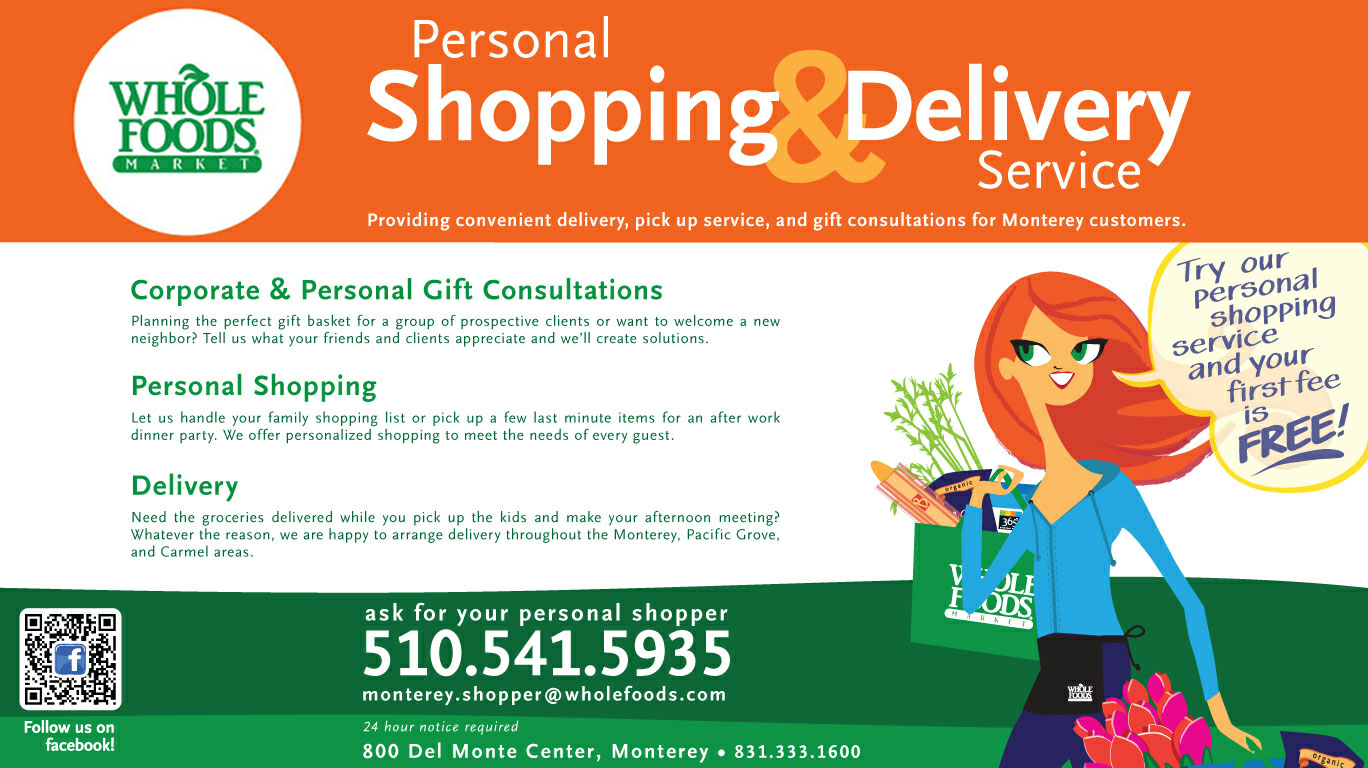 WHOLE
FOODS
MARKET
Personal
Shopping & Delivery
Service
Providing convenient delivery, pick up service, and gift consultations for Monterey customers.
Corporate & Personal Gift Consultations
Planning the perfect gift basket for a group of prospective clients or want to welcome a new
neighbor? Tell us what your friends and clients appreciate and we'll create solutions.
Personal Shopping
Let us handle your family shopping list or pick up a few last minute items for an after work
dinner party. We offer personalized shopping to meet the needs of every guest.
Delivery
Need the groceries delivered while you pick up the kids and make your afternoon meeting?
Whatever the reason, we are happy to arrange delivery throughout the Monterey, Pacific Grove,
and Carmel areas.
Try our
personal
shopping
service
and your
first fee
is
FREE!
organic
365
WHOLE
FOODS
MARKET
WHOLE
FOODS
organic
f
Follow us on
facebook!
ask for your personal shopper
510.541.5935
monterey.shopper@wholefoods.com
24 hour notice required
800 Del Monte Center, Monterey • 831.333.1600